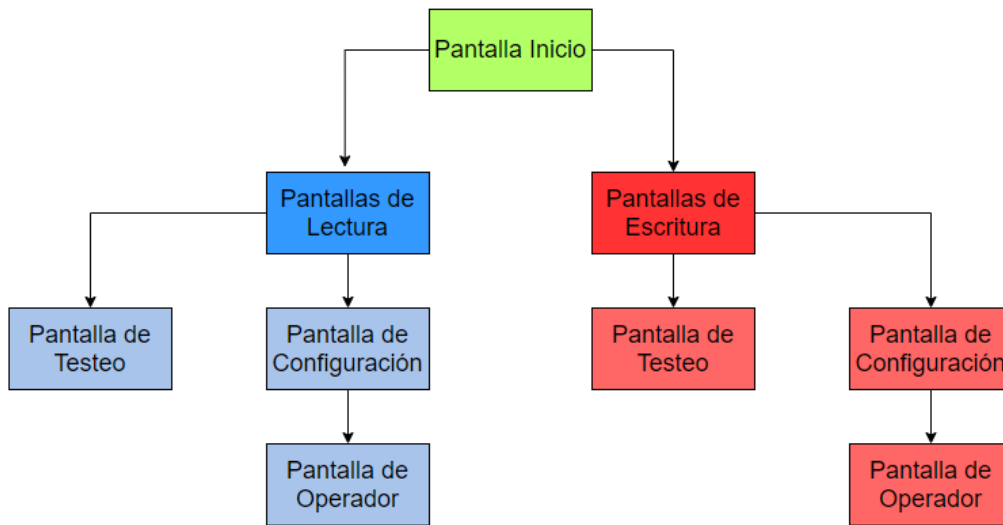 Pantalla Inicio
Pantallas de
Lectura
Pantallas de
Escritura
Pantalla de
Testeo
Pantalla de
Configuración
Pantalla de
Testeo
Pantalla de
Configuración
Pantalla de
Operador
Pantalla de
Operador